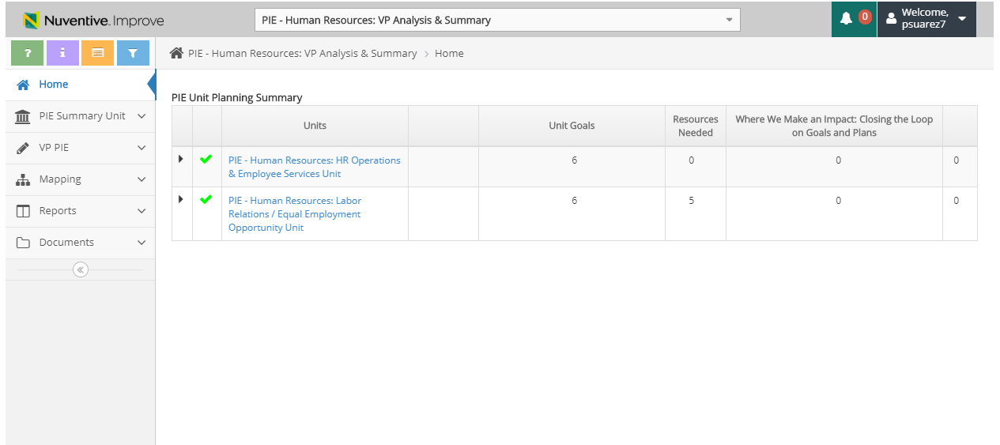 Nuventive Improve
PIE - Human Resources: VP Analysis & Summary
0
Welcome,
psuarez7
?
i
PIE - Human Resources: VP Analysis & Summary > Home
Home
PIE Summary Unit
VP PIE
Mapping
Reports
Documents
PIE Unit Planning Summary
Units
Unit Goals
Resources
Needed
Where We Make an Impact: Closing the Loop
on Goals and Plans
PIE - Human Resources: HR Operations
& Employee Services Unit
6
0
0
0
PIE - Human Resources: Labor
Relations / Equal Employment
Opportunity Unit
6
5
0
0